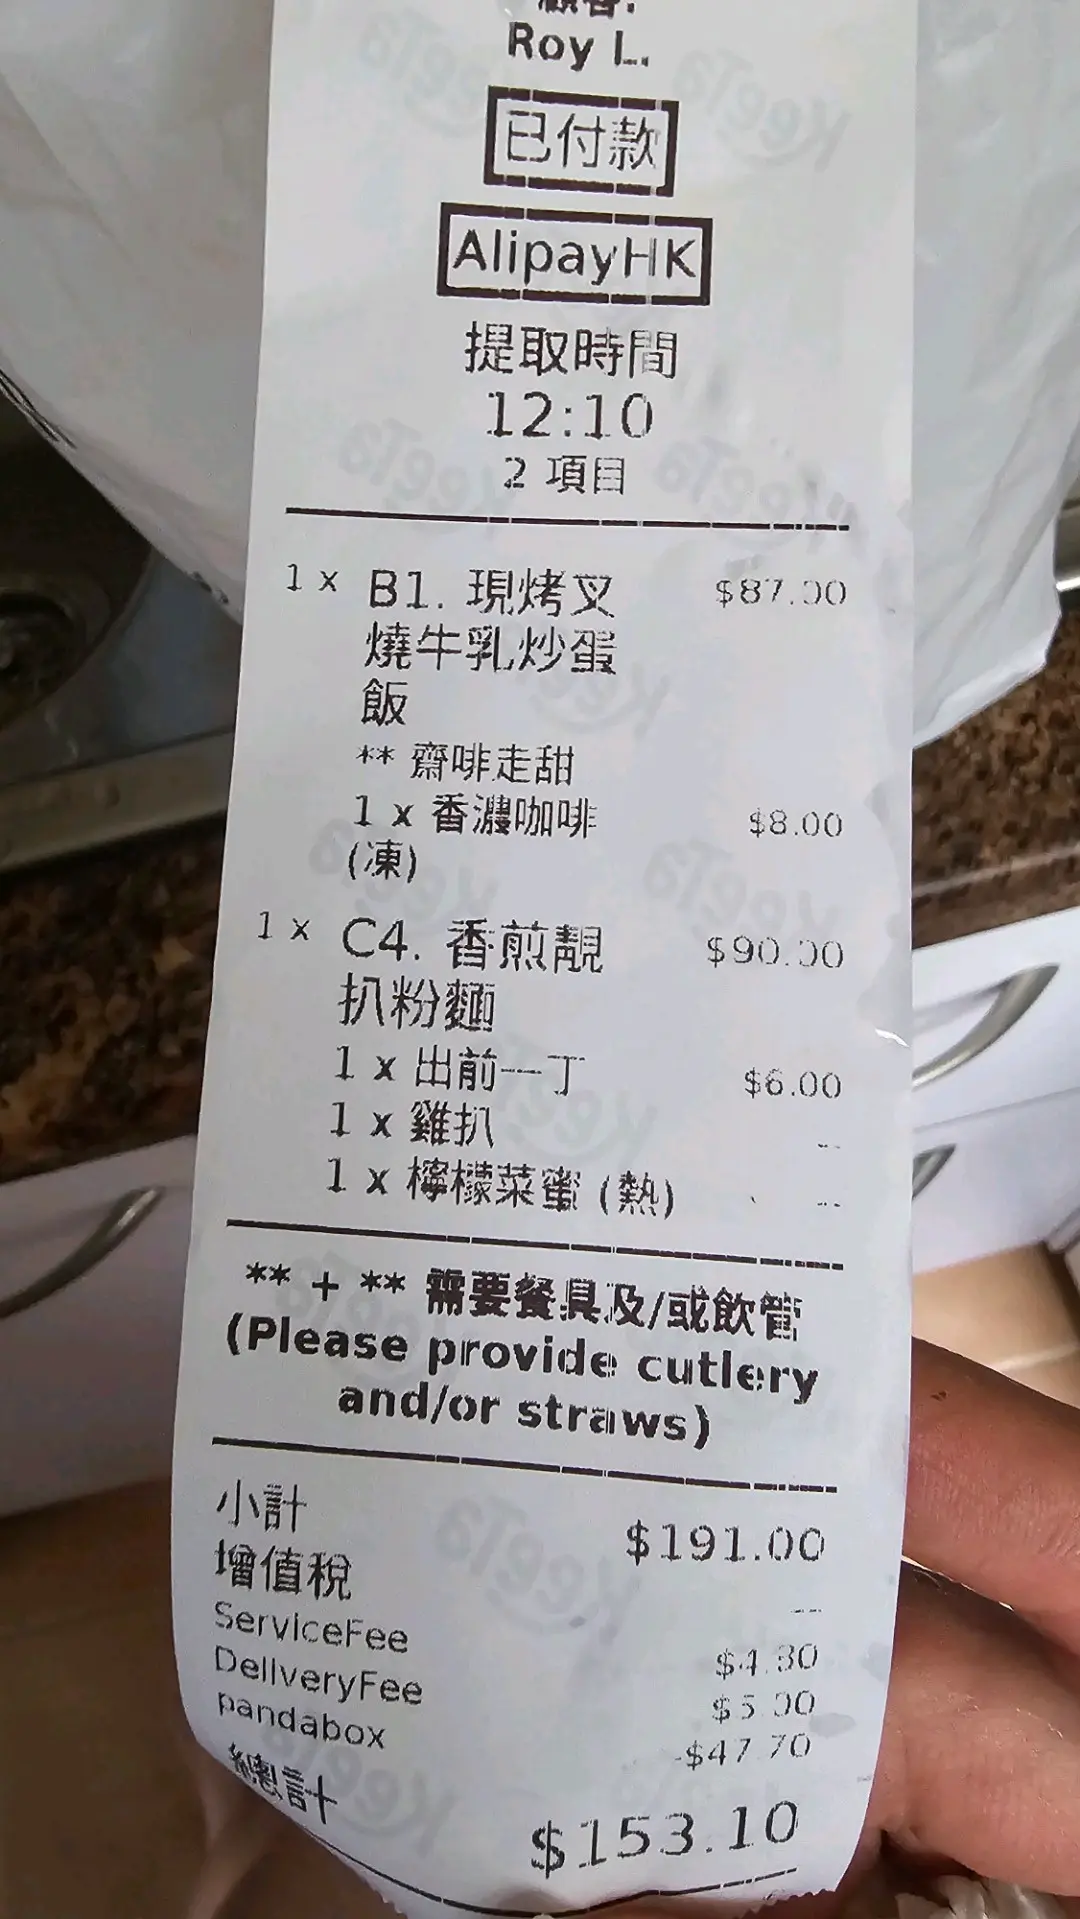 顧客:
Roy L.
已付款
AlipayHK
提取時間
12:10
2 項目
1 x B1. 現烤叉 $87.00
燒牛乳炒蛋
飯
** 齋啡走甜
1 x 香濃咖啡 $8.00
(凍)
1 x C4. 香煎靚 $90.00
扒粉麵
1 x 出前一丁 $6.00
1 x 雞扒 --
1 x 檸檬菜蜜 (熱) --
** + ** 需要餐具及/或飲管
(Please provide cutlery
and/or straws)
小計 $191.00
增值稅 --
ServiceFee $4.80
DeliveryFee $5.00
pandabox -$47.70
總計 $153.10
KeeTa